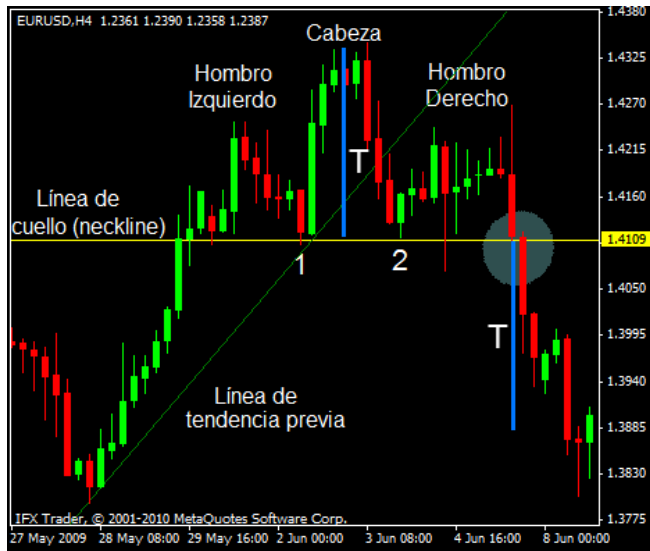 EURUSD,H4 1.2361 1.2390 1.2358 1.2387
Cabeza
Hombro
Izquierdo
Hombro
Derecho
T
Línea de
cuello (neckline)
1
2
T
Línea de
tendencia previa
1.4380
1.4325
1.4270
1.4215
1.4160
1.4109
1.4050
1.3995
1.3940
1.3885
1.3830
1.3775
IFX Trader, © 2001-2010 MetaQuotes Software Corp.
27 May 2009 28 May 08:00 29 May 16:00 2 Jun 00:00 3 Jun 08:00 4 Jun 16:00 8 Jun 00:00